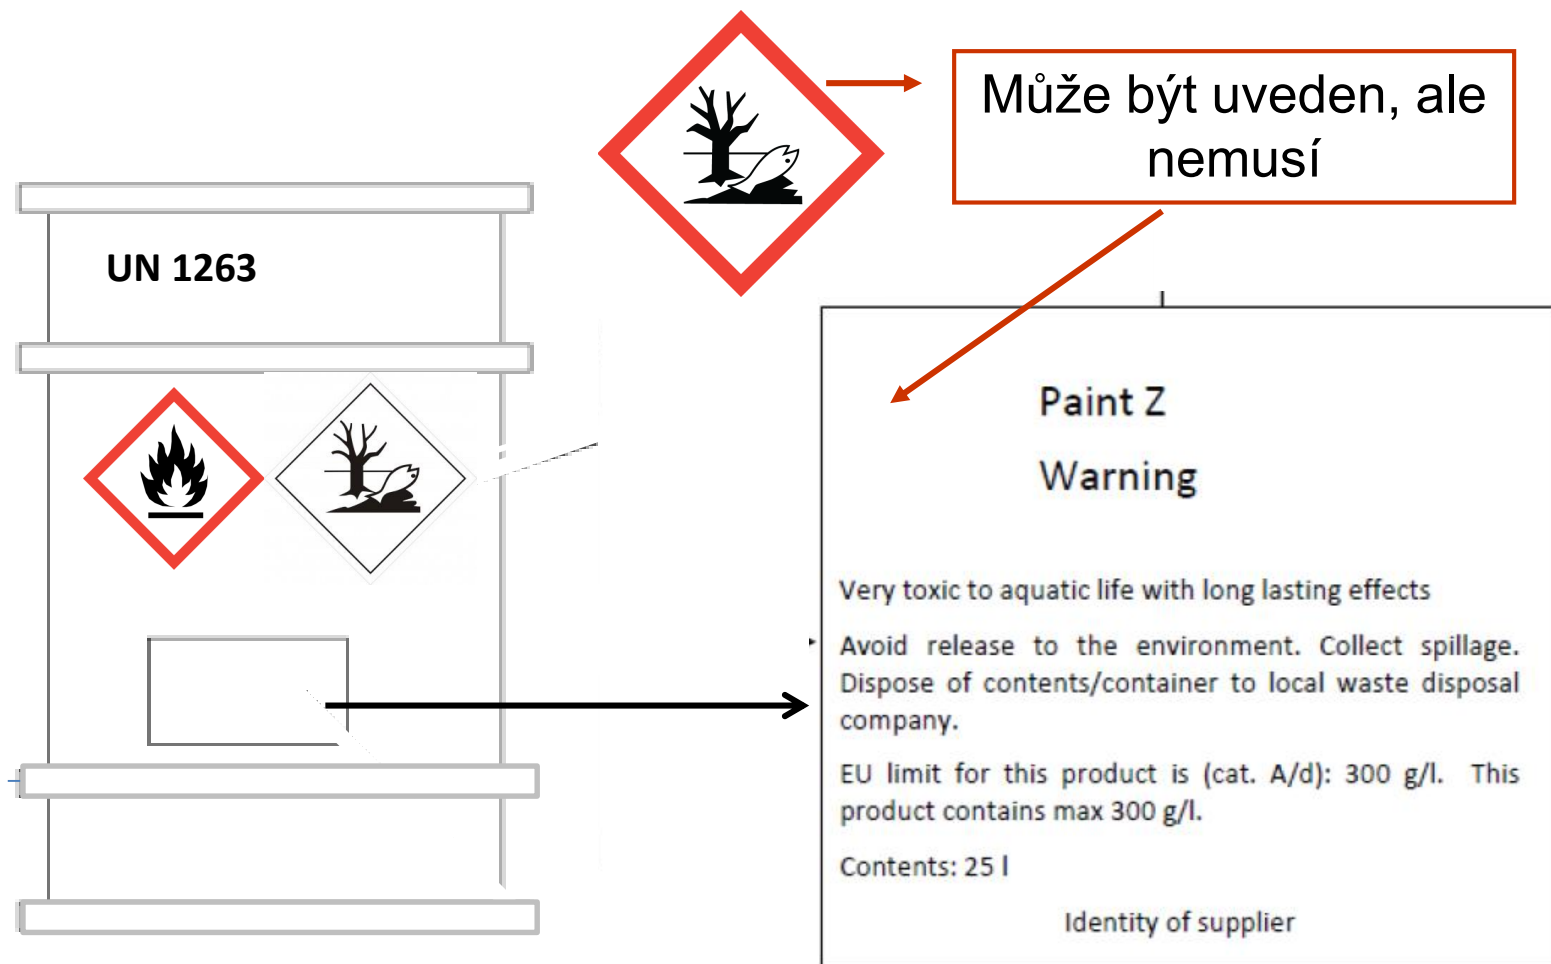 Může být uveden, ale
nemusí
UN 1263
Paint Z
Warning
Very toxic to aquatic life with long lasting effects
Avoid release to the environment. Collect spillage.
Dispose of contents/container to local waste disposal
company.
EU limit for this product is (cat. A/d): 300 g/l. This
product contains max 300 g/l.
Contents: 25 l
Identity of supplier